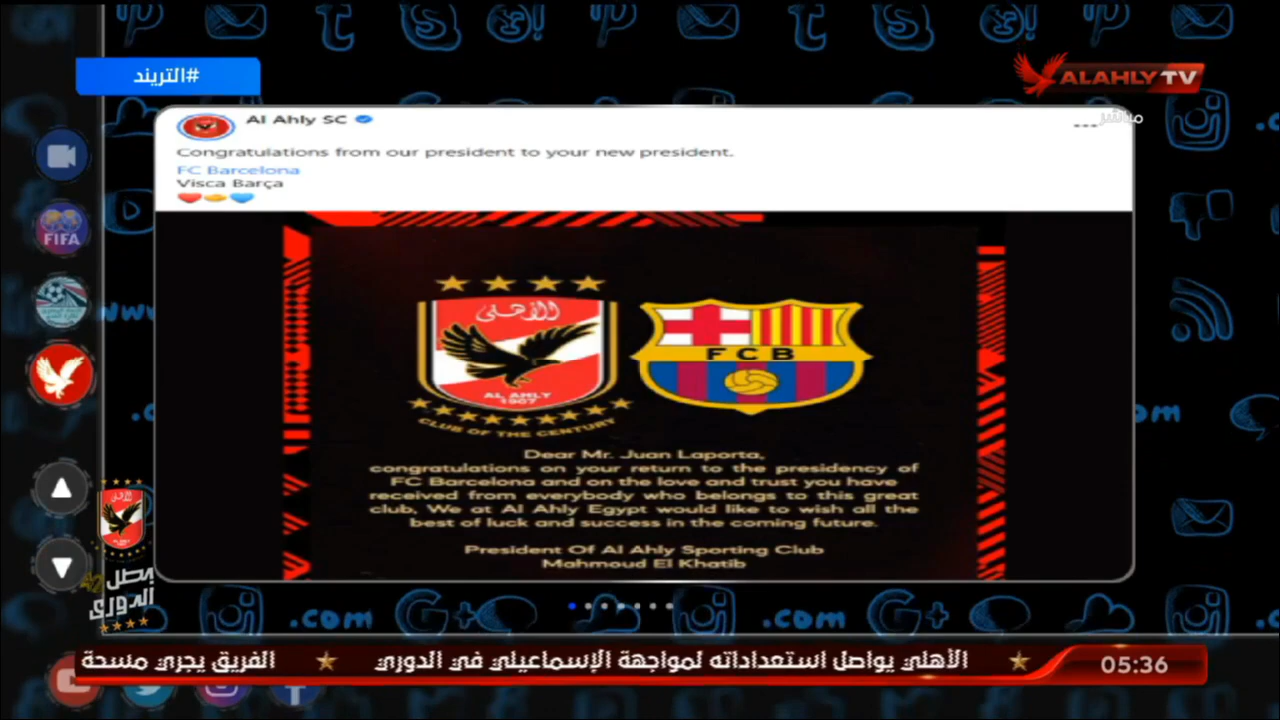 #التريند
ALAHLY TV
مباشر
Al Ahly SC
Congratulations from our president to your new president.
FC Barcelona
Visca Barça
FIFA
الأهلي
AL AHLY
1907
CLUB OF THE CENTURY
FCB
Dear Mr. Juan Laporta,
congratulations on your return to the presidency of
FC Barcelona and on the love and trust you have
received from everybody who belongs to this great
club, We at Al Ahly Egypt would like to wish all the
best of luck and success in the coming future.
President Of Al Ahly Sporting Club
Mahmoud El Khatib
بطل
الدوري
42
.com
G+
.com
G+
05:36
الأهلي يواصل استعداداته لمواجهة الإسماعيلي في الدوري
الفريق يجري مسحة